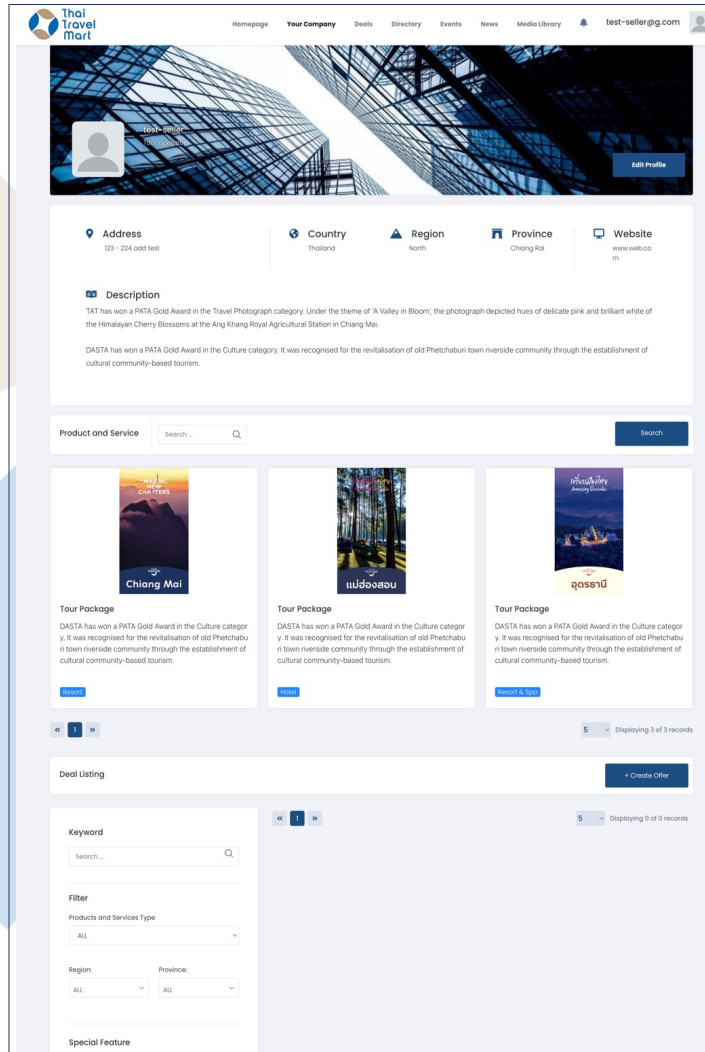 Thai
Travel
Mart
Homepage Your Company Deals Directory Events News Media Library test-seller@g.com
test-seller
Tour operator
Edit Profile
Address Country Region Province Website
123 - 224 add test Thailand North Chiang Rai www.web.co
m
Description
TAT has won a PATA Gold Award in the Travel Photograph category. Under the theme of 'A Valley in Bloom', the photograph depicted hues of delicate pink and brilliant white of
the Himalayan Cherry Blossoms at the Ang Khang Royal Agricultural Station in Chiang Mai.
DASTA has won a PATA Gold Award in the Culture category. It was recognised for the revitalisation of old Phetchaburi town riverside community through the establishment of
cultural community-based tourism.
Product and Service Search ... Search
AMAZING
NEW
CHAPTERS
Chiang Mai
แม่ฮ่องสอน
อุดรธานี
Tour Package
DASTA has won a PATA Gold Award in the Culture categor
y. It was recognised for the revitalisation of old Phetchabu
ri town riverside community through the establishment of
cultural community-based tourism.
Resort
Tour Package
DASTA has won a PATA Gold Award in the Culture categor
y. It was recognised for the revitalisation of old Phetchabu
ri town riverside community through the establishment of
cultural community-based tourism.
Hotel
Tour Package
DASTA has won a PATA Gold Award in the Culture categor
y. It was recognised for the revitalisation of old Phetchabu
ri town riverside community through the establishment of
cultural community-based tourism.
Resort & Spa
« 1 » 5 Displaying 3 of 3 records
Deal Listing + Create Offer
« 1 » 5 Displaying 0 of 0 records
Keyword
Search ...
Filter
Products and Services Type
ALL
Region: Province:
ALL ALL
Special Feature